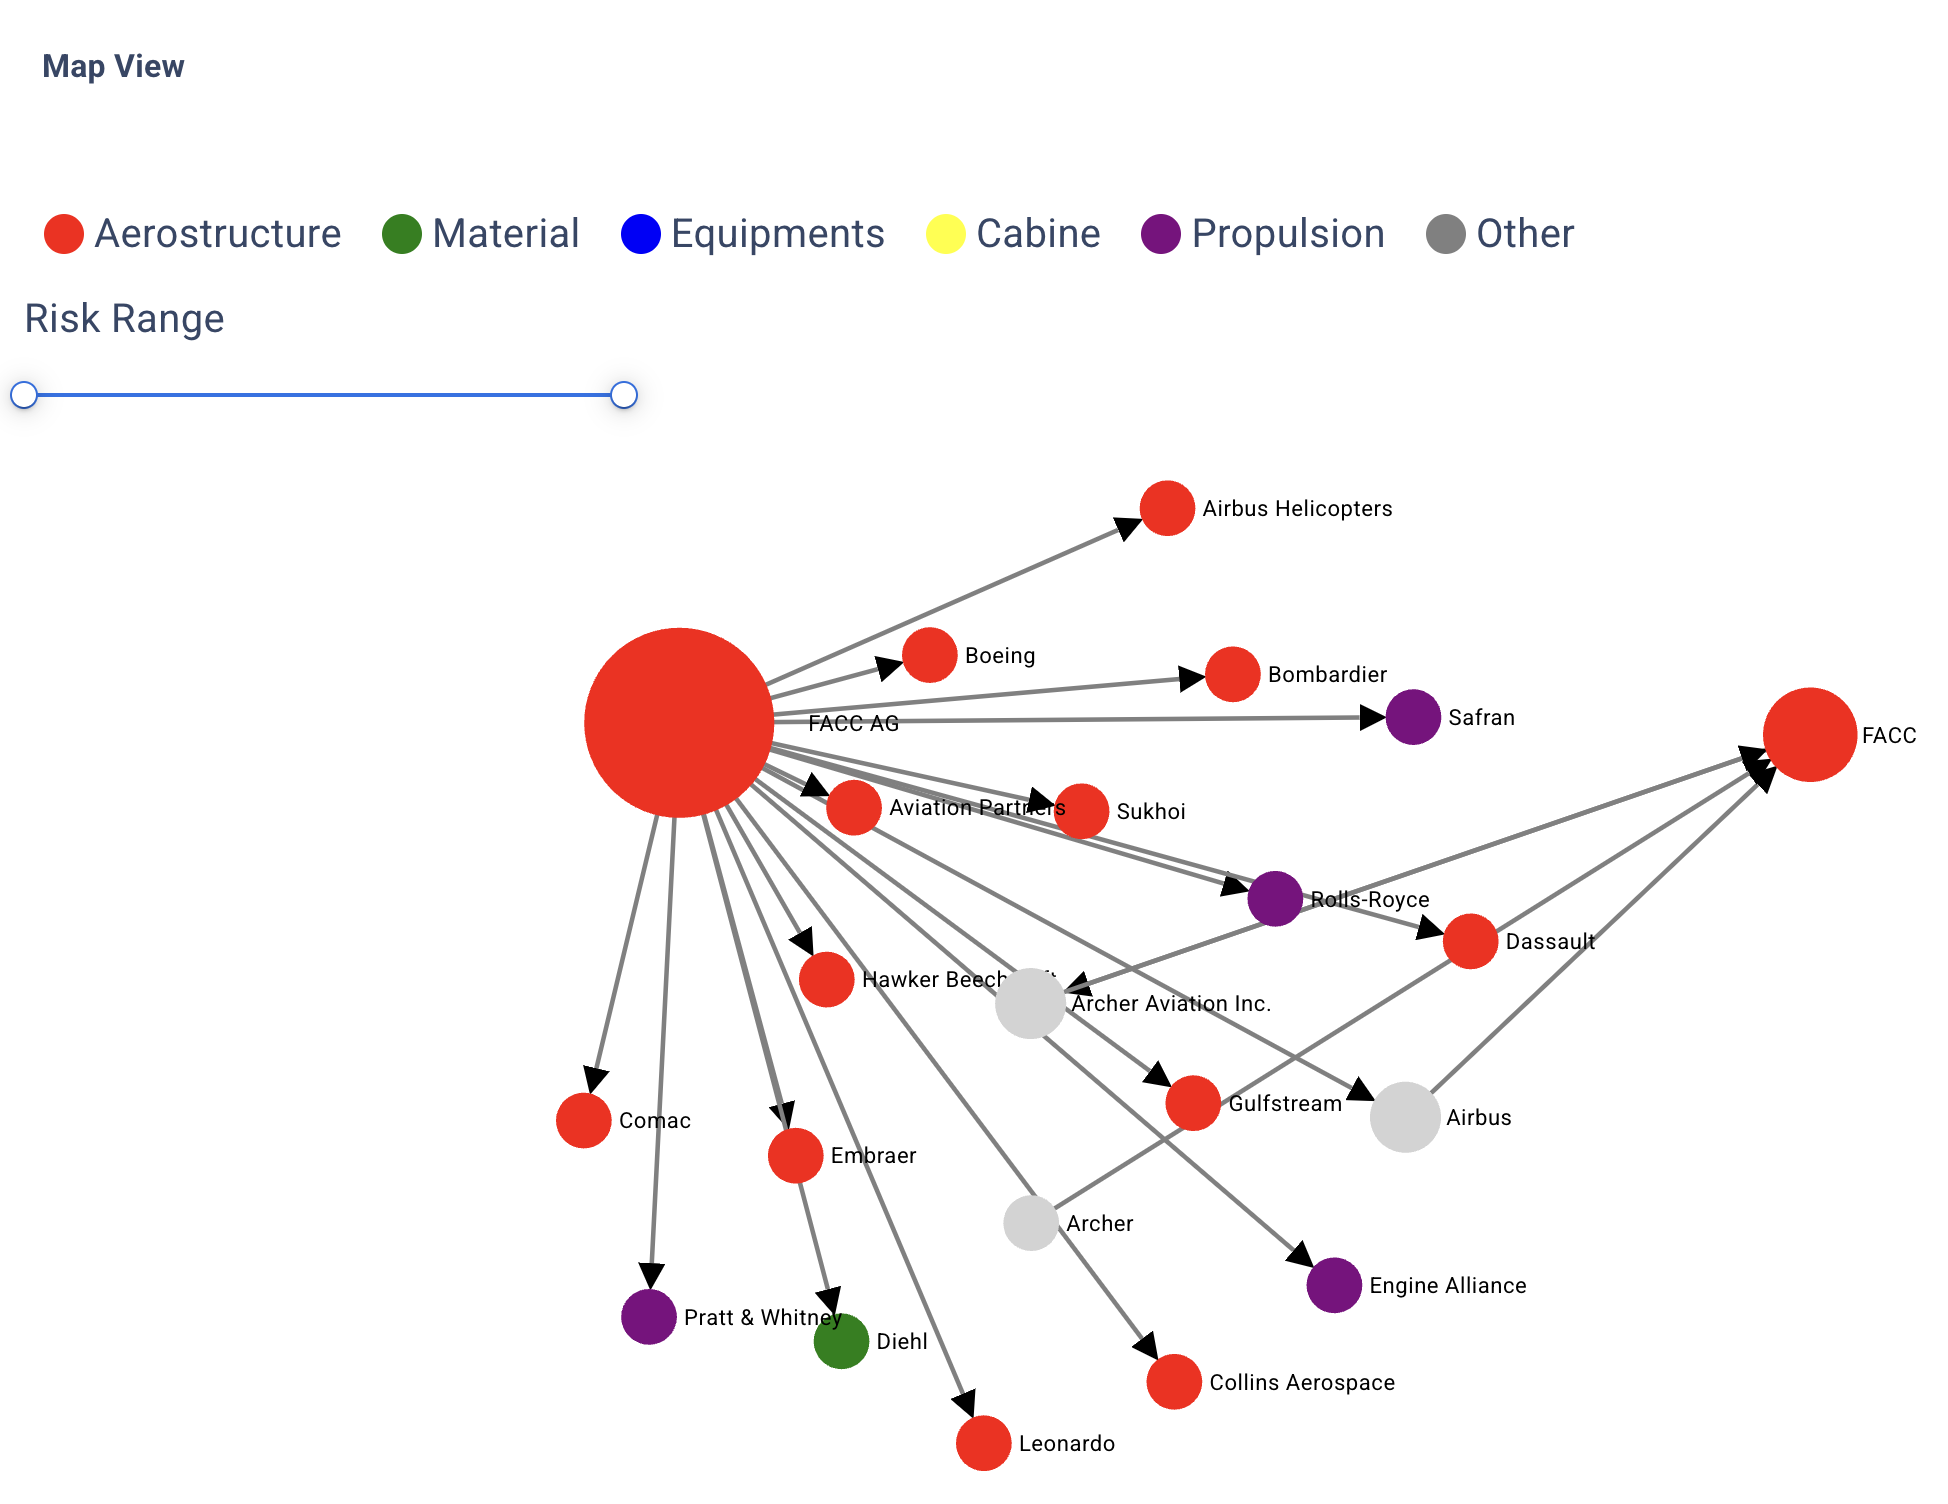 Map View
Aerostructure Material Equipments Cabine Propulsion Other
Risk Range
Airbus Helicopters
Boeing
Bombardier
Safran
FACC AG
FACC
Aviation Partners
Sukhoi
Rolls-Royce
Dassault
Hawker
Archer Aviation Inc.
Gulfstream
Airbus
Comac
Embraer
Archer
Engine Alliance
Pratt & Whitney
Diehl
Collins Aerospace
Leonardo